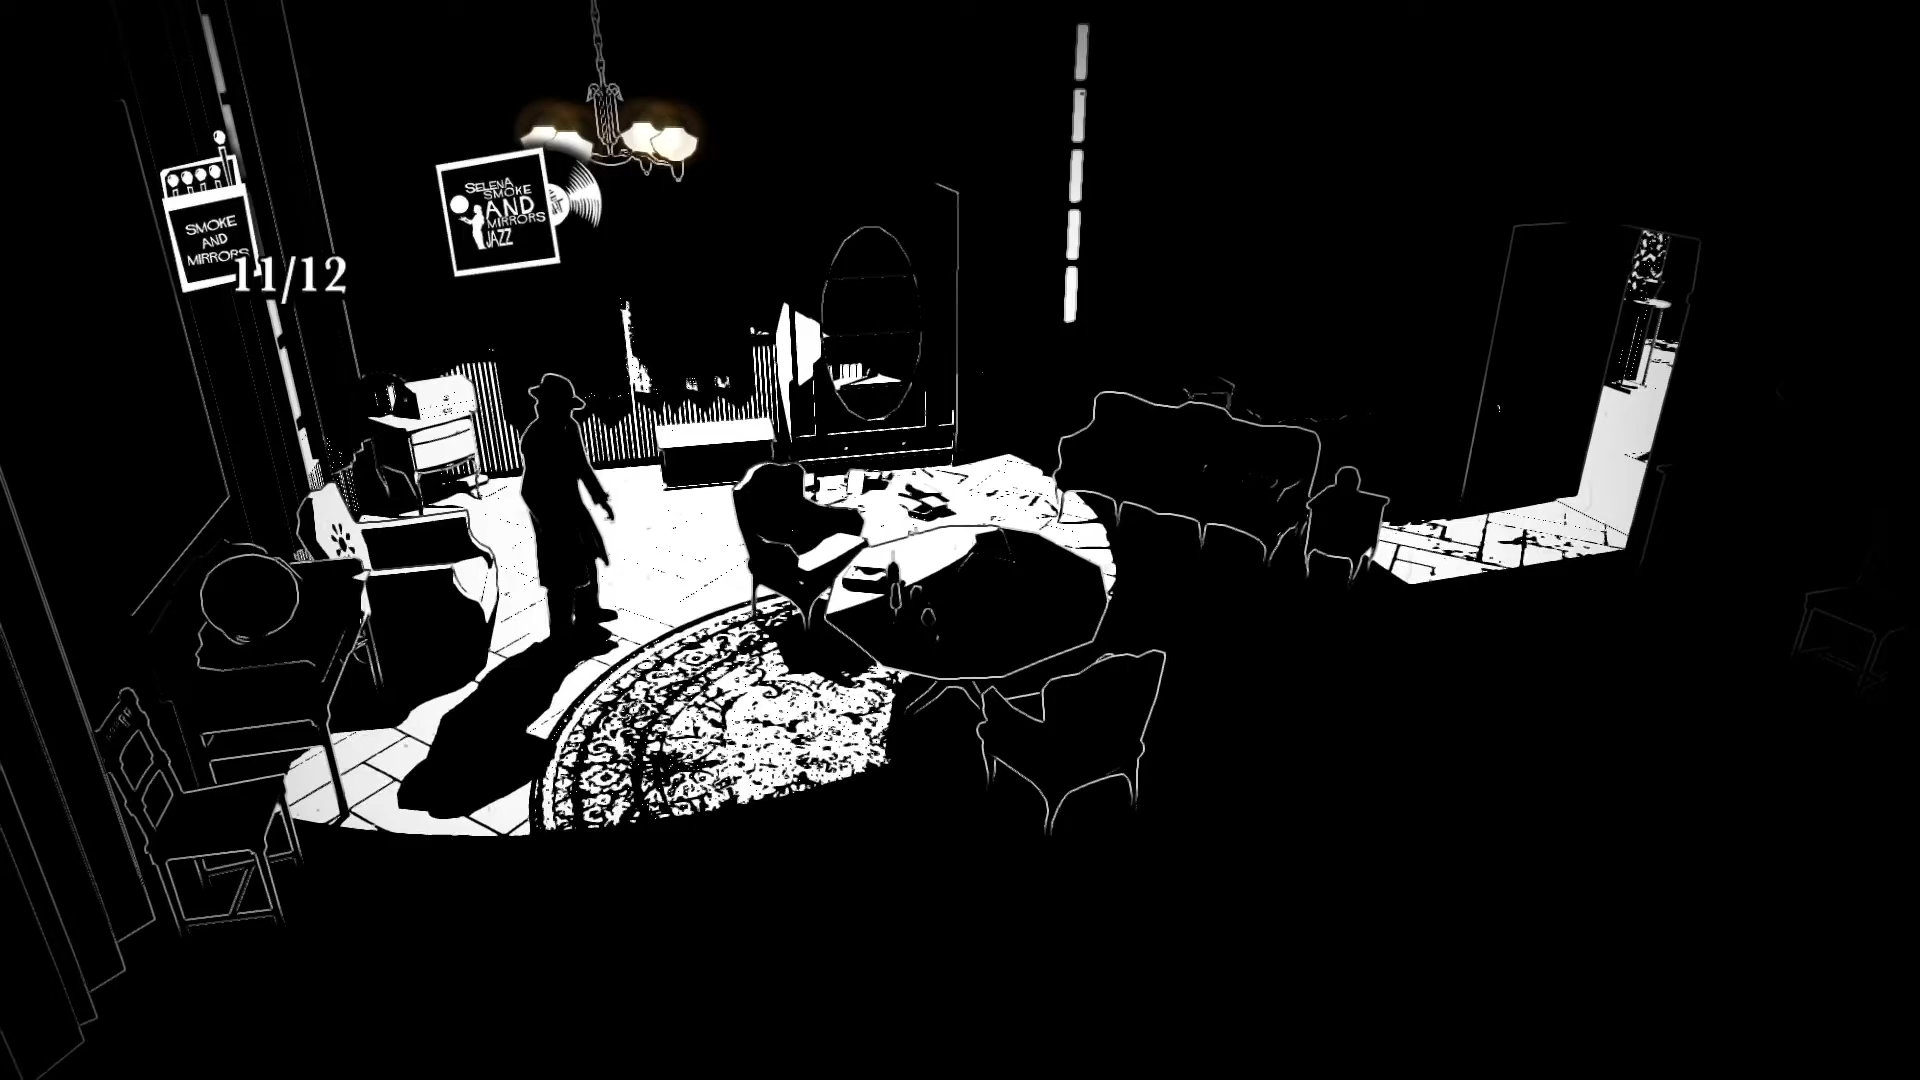 SELENA
SMOKE
AND
MIRRORS
JAZZ
SMOKE
AND
MIRRORS
11/12